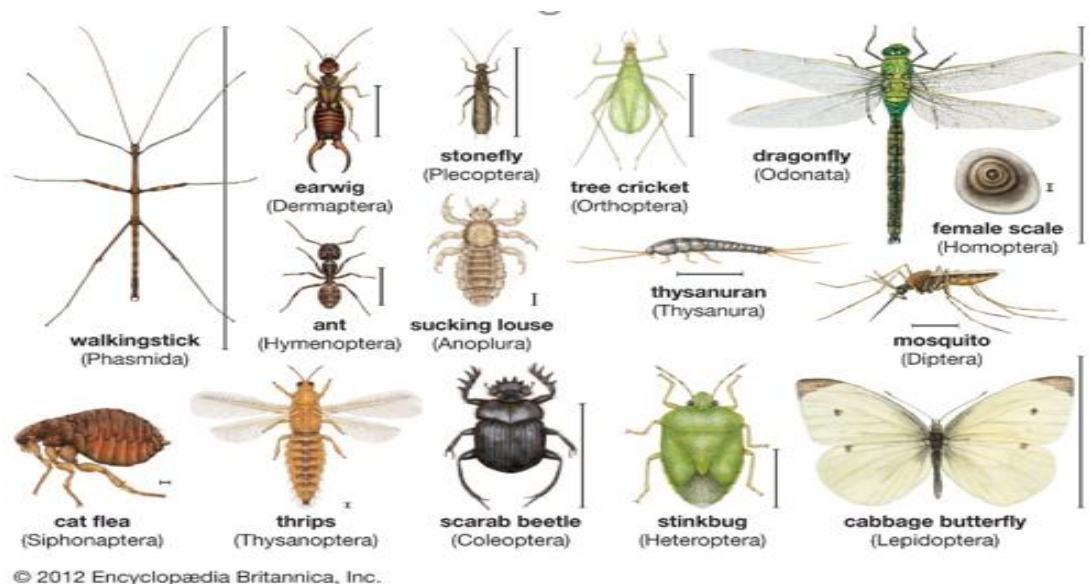 stonefly
(Plecoptera)
dragonfly
(Odonata)
earwig
(Dermaptera)
tree cricket
(Orthoptera)
female scale
(Homoptera)
thysanuran
(Thysanura)
walkingstick
(Phasmida)
ant
(Hymenoptera)
sucking louse
(Anoplura)
mosquito
(Diptera)
cat flea
(Siphonaptera)
thrips
(Thysanoptera)
scarab beetle
(Coleoptera)
stinkbug
(Heteroptera)
cabbage butterfly
(Lepidoptera)
© 2012 Encyclopædia Britannica, Inc.